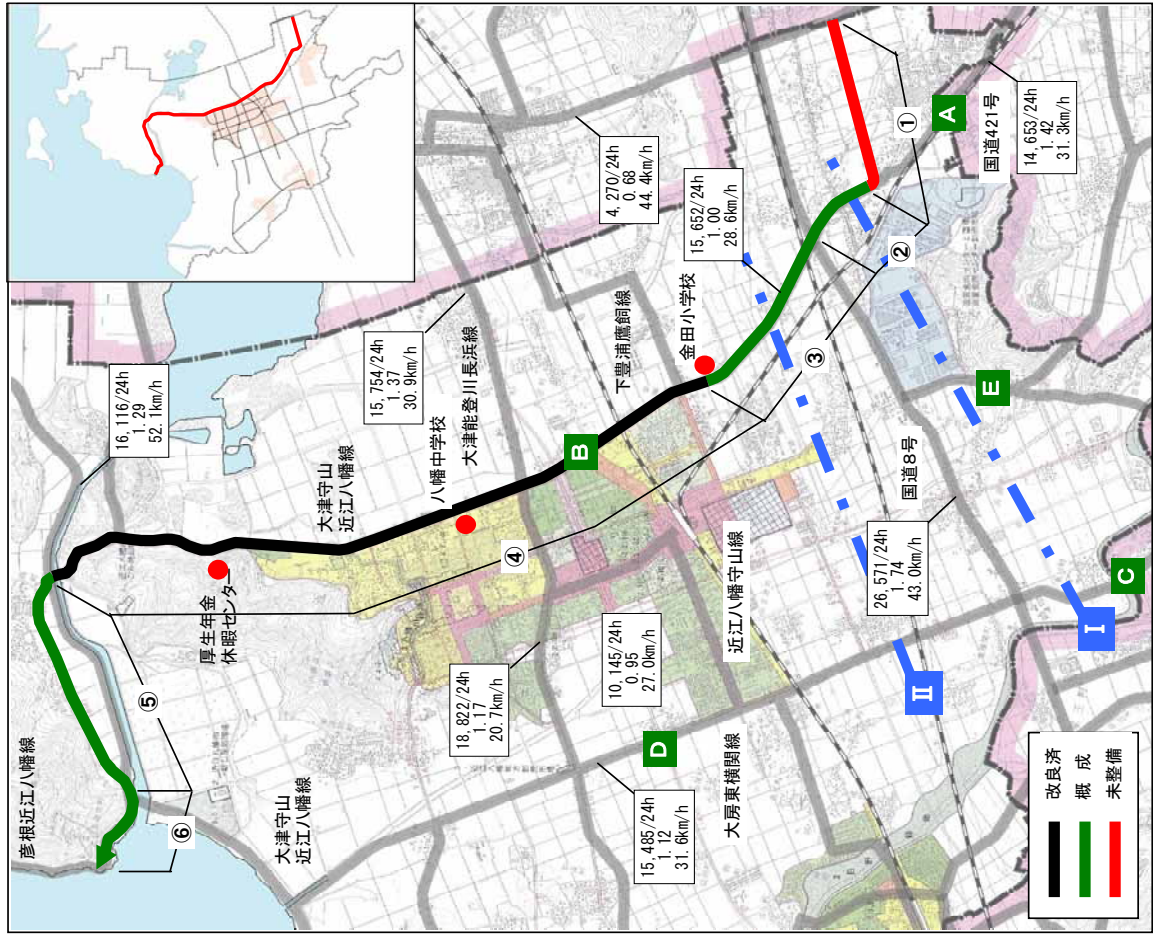 彦根近江八幡線
16,116/24h
1.29
52.1km/h
厚生年金
休暇センター
大津守山
近江八幡線
⑤
⑥
大津守山
近江八幡線
15,754/24h
1.37
30.9km/h
八幡中学校
大津能登川長浜線
④
18,822/24h
1.17
20.7km/h
B
下豊浦鷹飼線
金田小学校
4,270/24h
0.68
44.4km/h
15,652/24h
1.00
28.6km/h
①
A
国道421号
14,653/24h
1.42
31.3km/h
②
③
10,145/24h
0.95
27.0km/h
近江八幡守山線
D
15,485/24h
1.12
31.6km/h
大房東横関線
国道8号
26,571/24h
1.74
43.0km/h
E
C
Ⅰ
Ⅱ
改良済
概 成
未整備